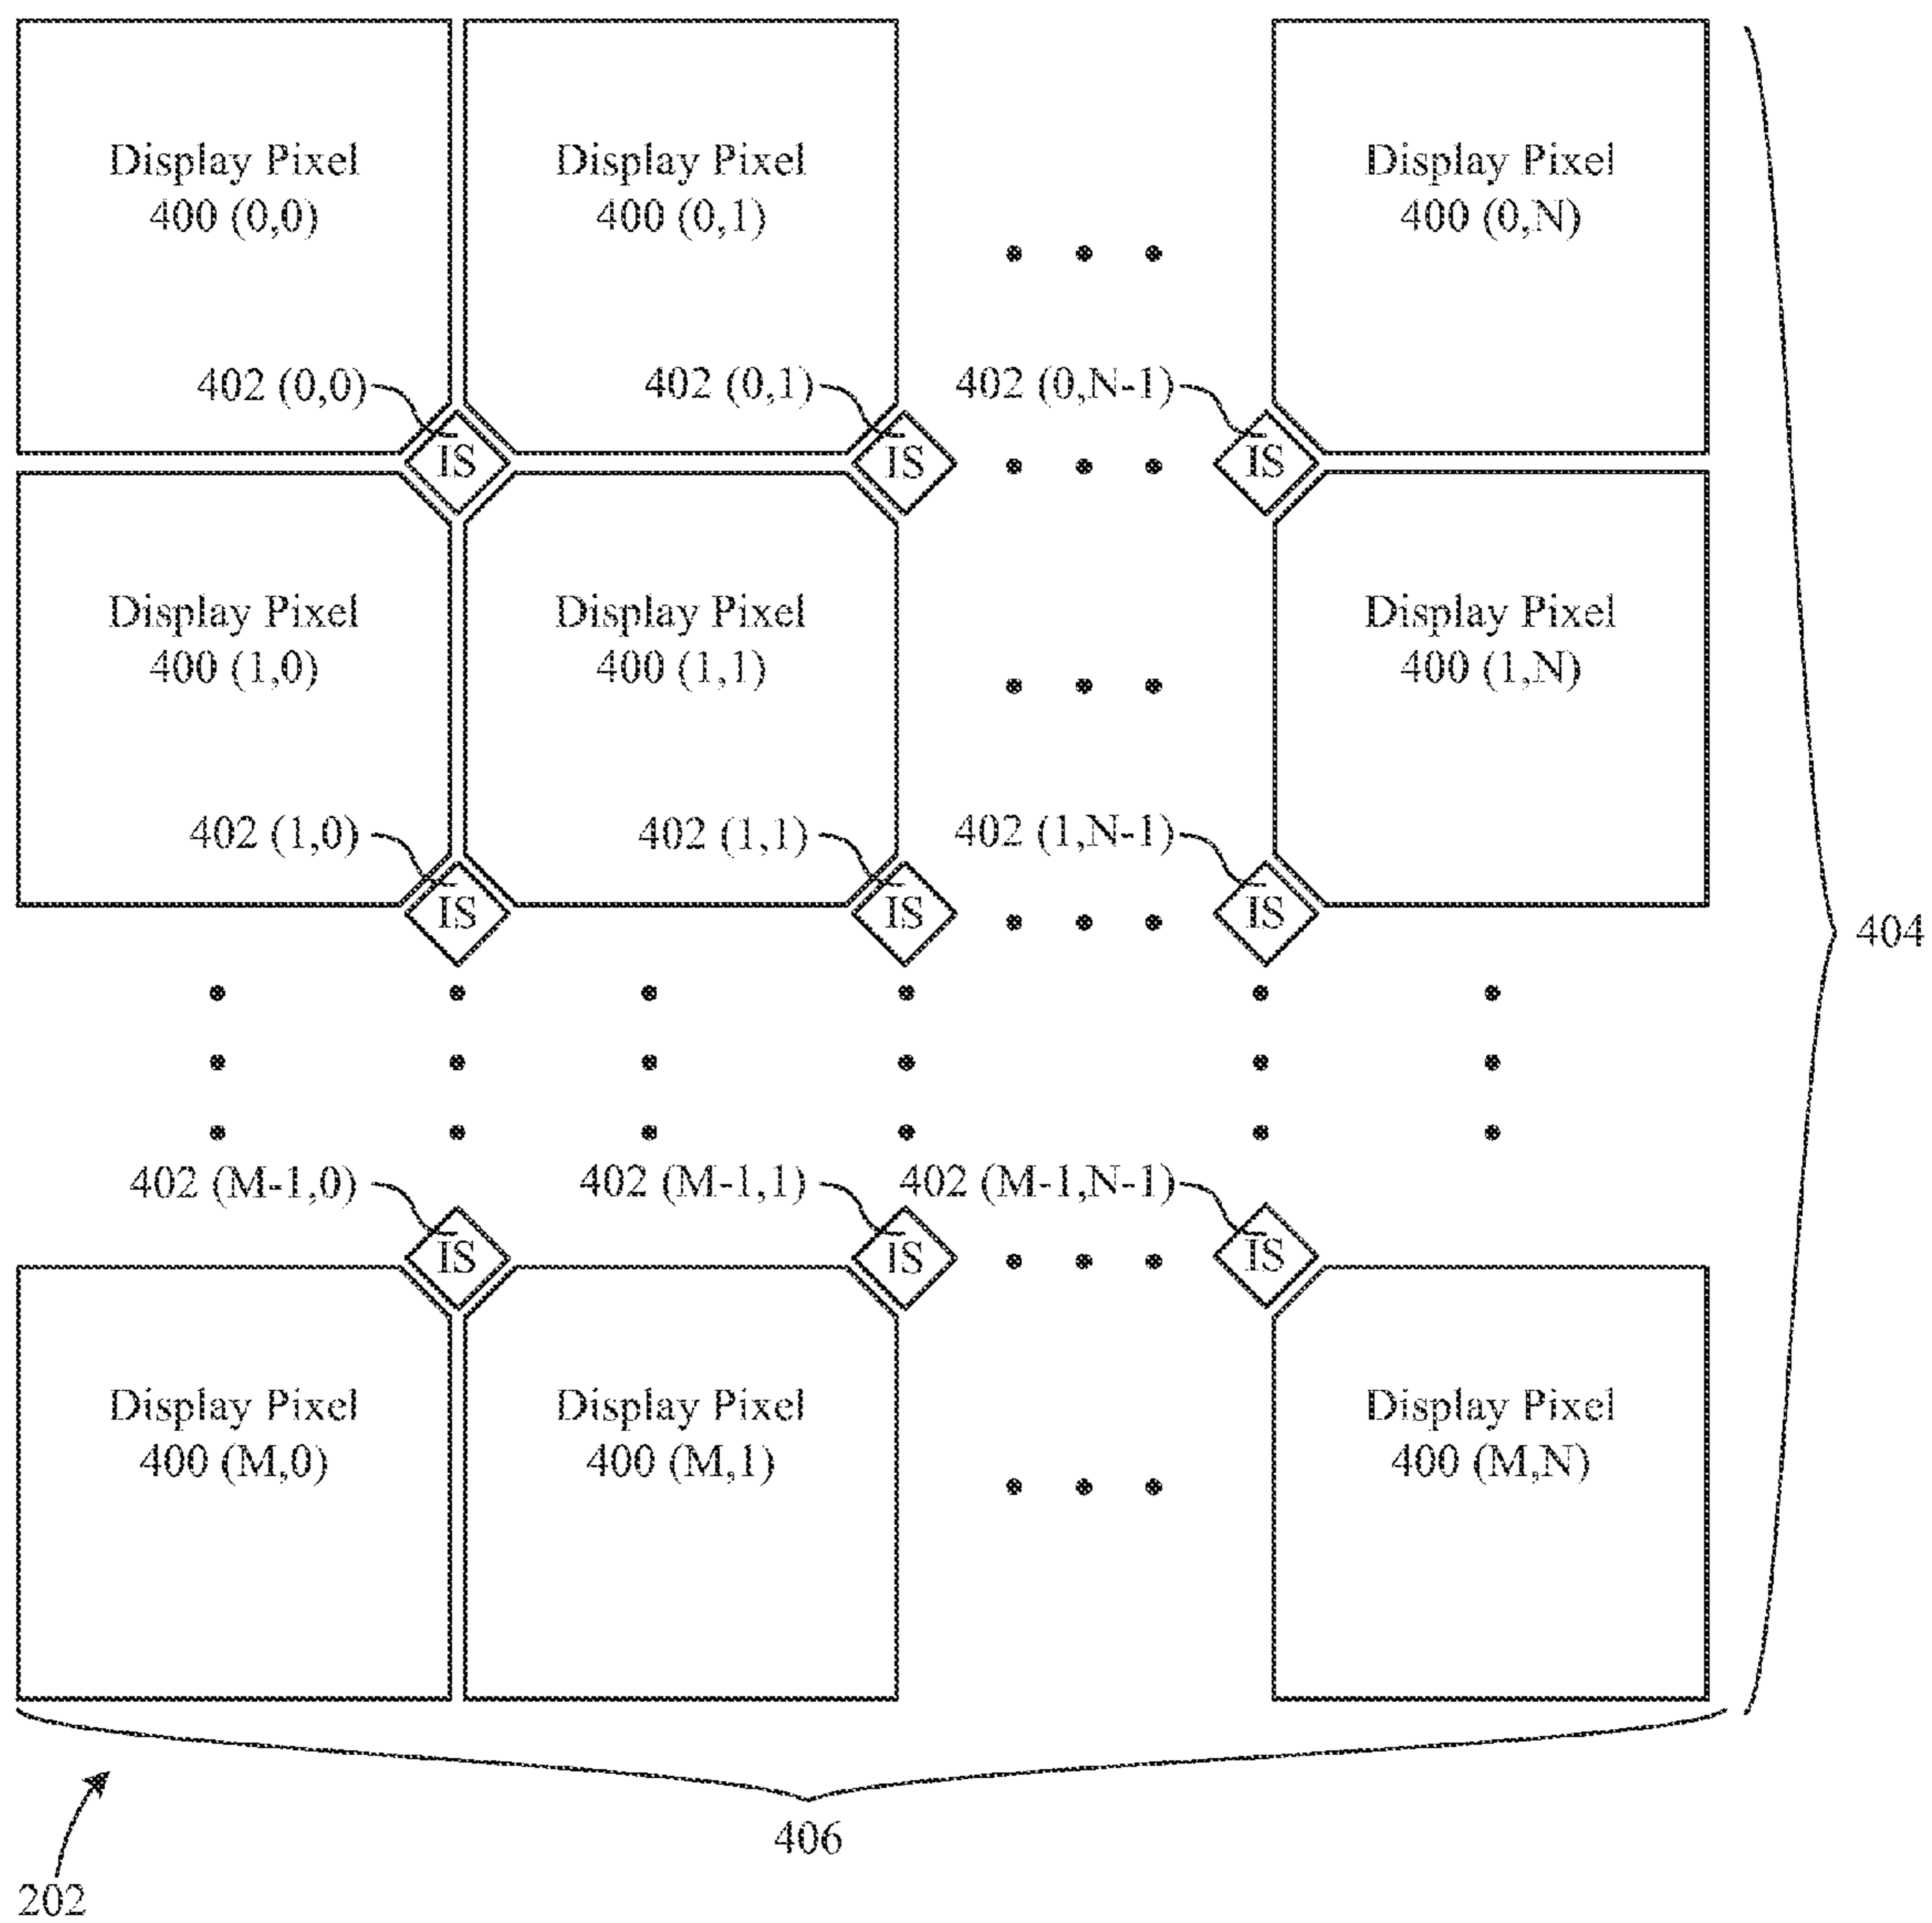 Display Pixel
400 (0,0)
Display Pixel
400 (0,1)
Display Pixel
400 (0,N)
402 (0,0)
402 (0,1)
402 (0,N-1)
IS
IS
IS
Display Pixel
400 (1,0)
Display Pixel
400 (1,1)
Display Pixel
400 (1,N)
402 (1,0)
402 (1,1)
402 (1,N-1)
IS
IS
IS
404
402 (M-1,0)
402 (M-1,1)
402 (M-1,N-1)
IS
IS
IS
Display Pixel
400 (M,0)
Display Pixel
400 (M,1)
Display Pixel
400 (M,N)
406
202